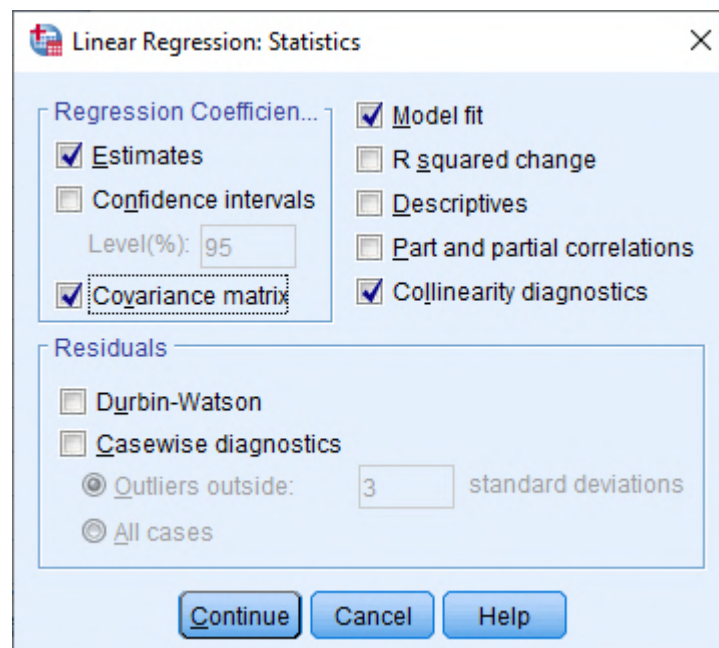 Linear Regression: Statistics
Regression Coefficien...
Estimates
Confidence intervals
Level(%): 95
Covariance matrix
Model fit
R squared change
Descriptives
Part and partial correlations
Collinearity diagnostics
Residuals
Durbin-Watson
Casewise diagnostics
Outliers outside: 3 standard deviations
All cases
Continue Cancel Help